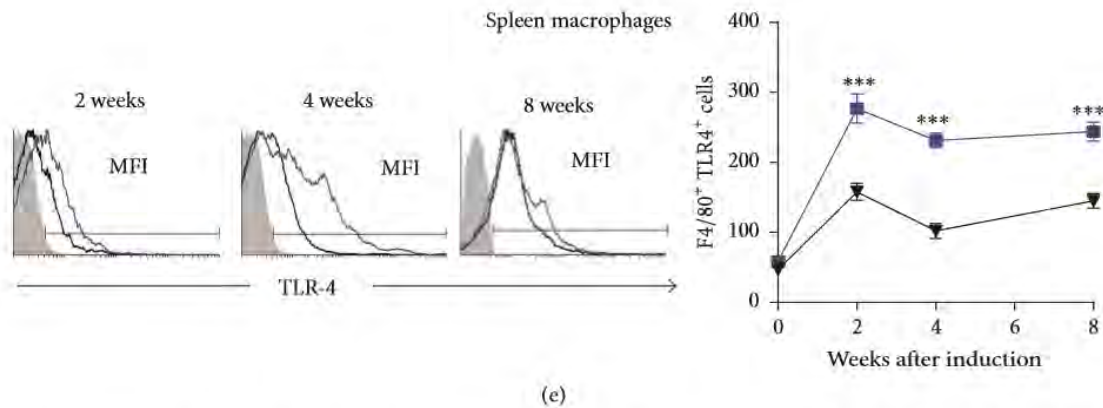 Spleen macrophages
2 weeks
4 weeks
8 weeks
MFI
MFI
MFI
TLR-4
F4/80⁺ TLR4⁺ cells
400
300
200
100
0
***
***
***
0 2 4 6 8
Weeks after induction
(e)